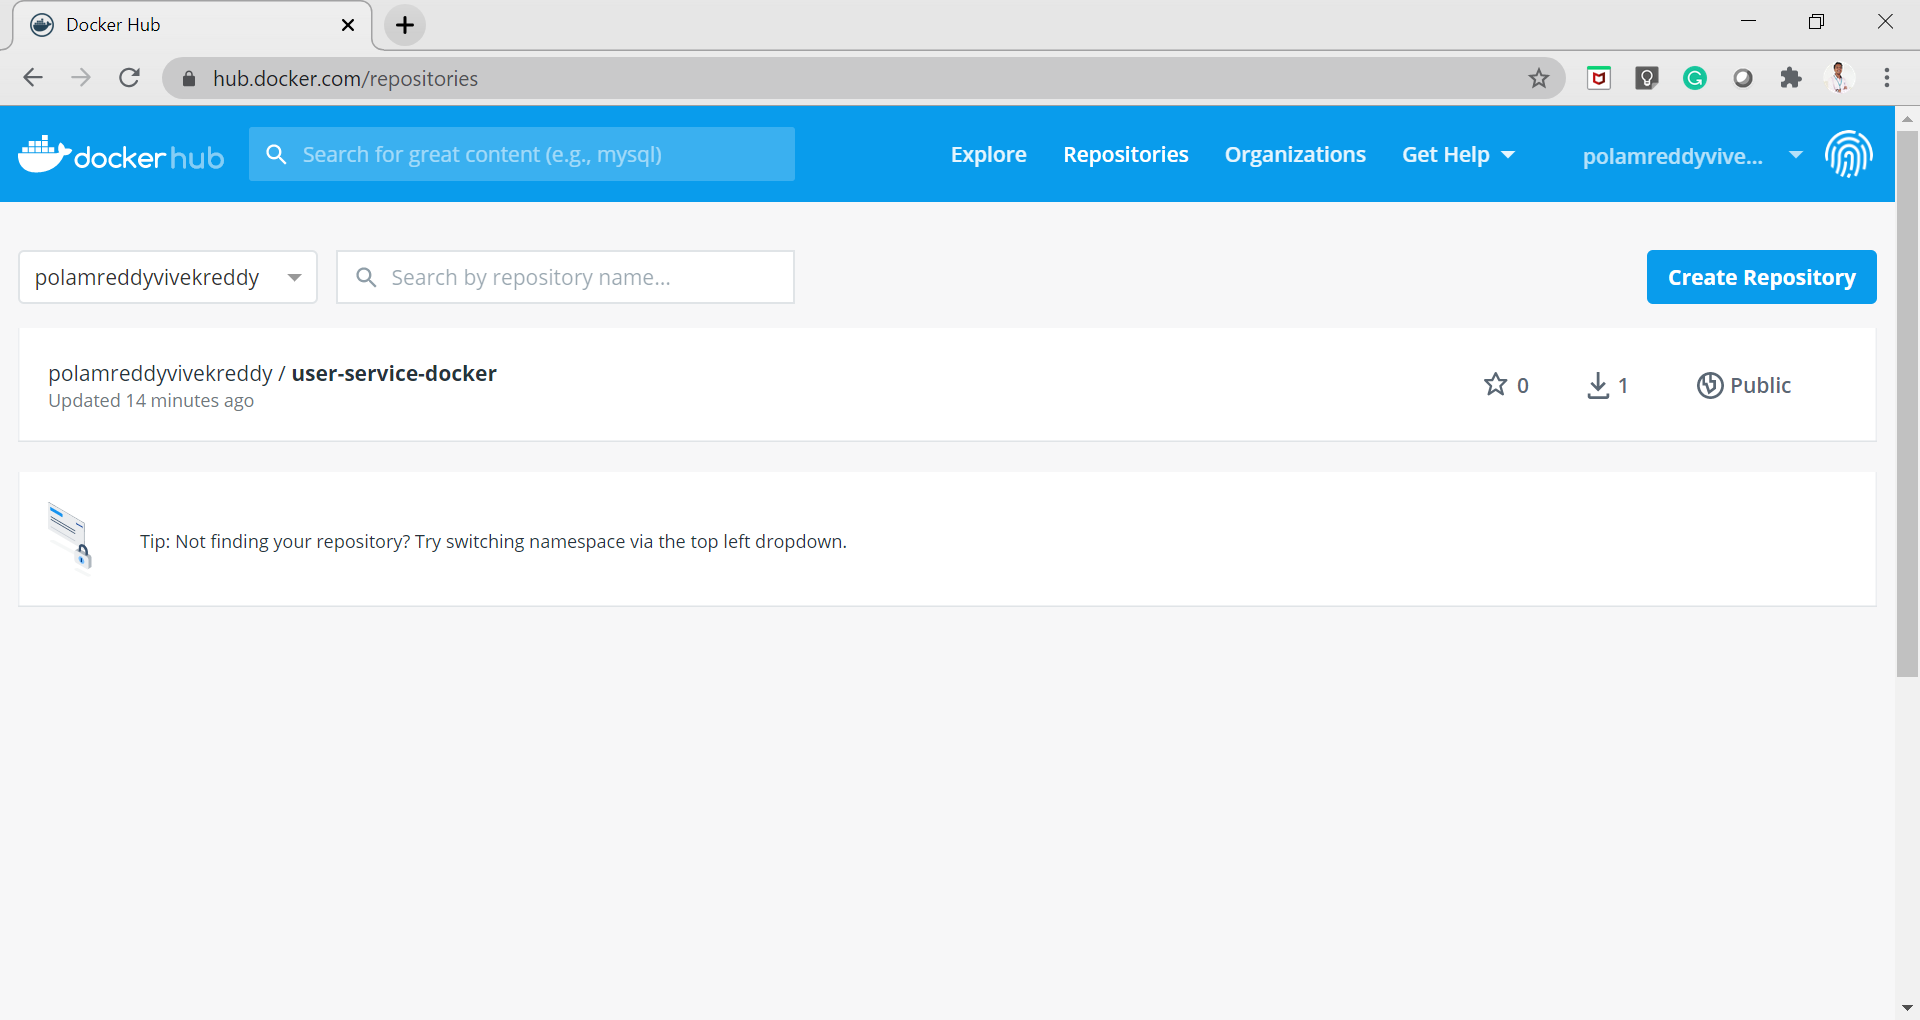 Docker Hub
hub.docker.com/repositories
docker hub
Search for great content (e.g., mysql)
Explore
Repositories
Organizations
Get Help
polamreddyvive...
polamreddyvivekreddy
Search by repository name...
Create Repository
polamreddyvivekreddy / user-service-docker
Updated 14 minutes ago
0
1
Public
Tip: Not finding your repository? Try switching namespace via the top left dropdown.